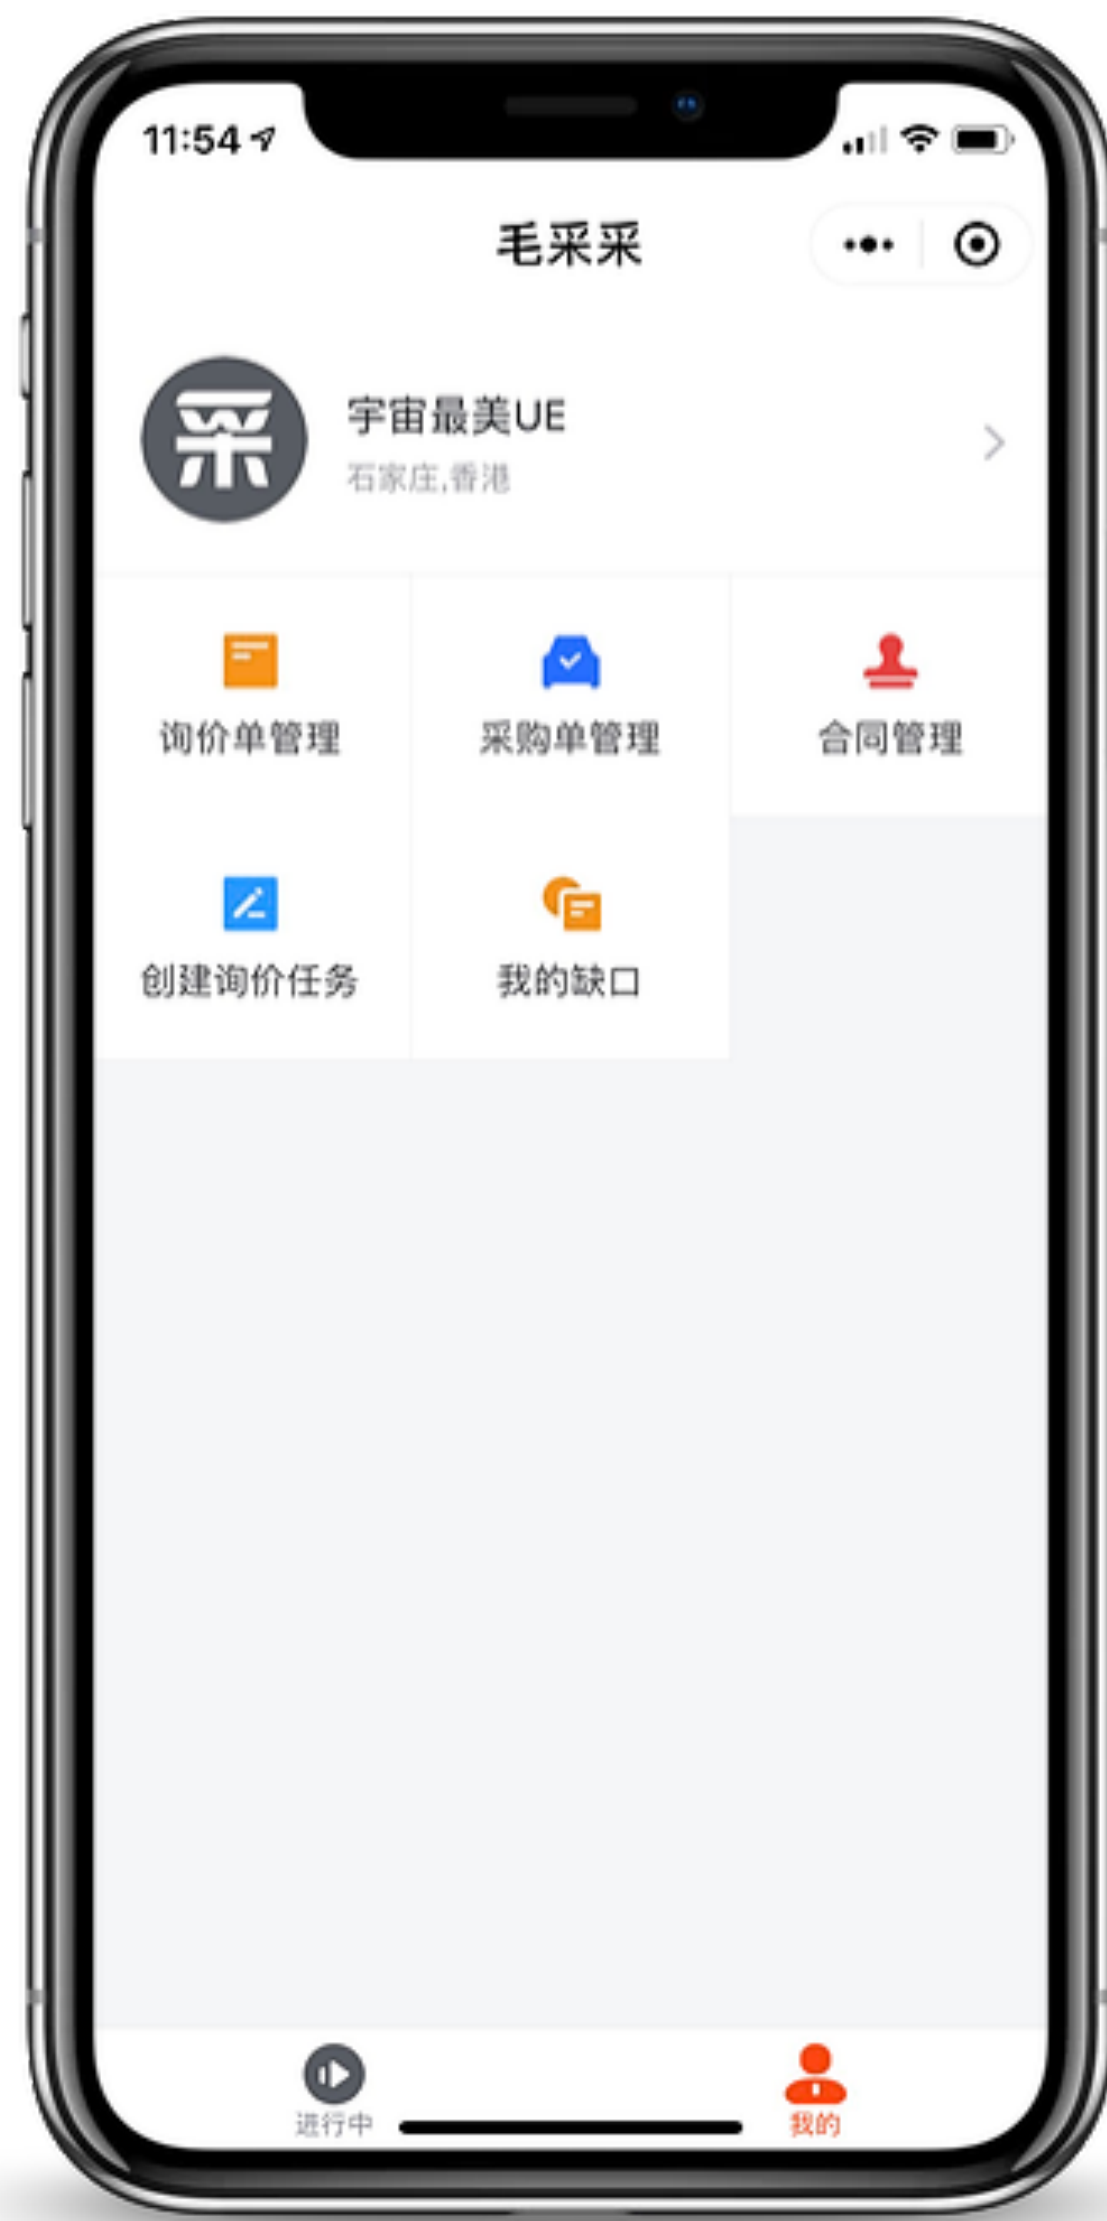 11:54
毛采采
采
宇宙最美UE
石家庄,香港
询价单管理
采购单管理
合同管理
创建询价任务
我的缺口
进行中
我的